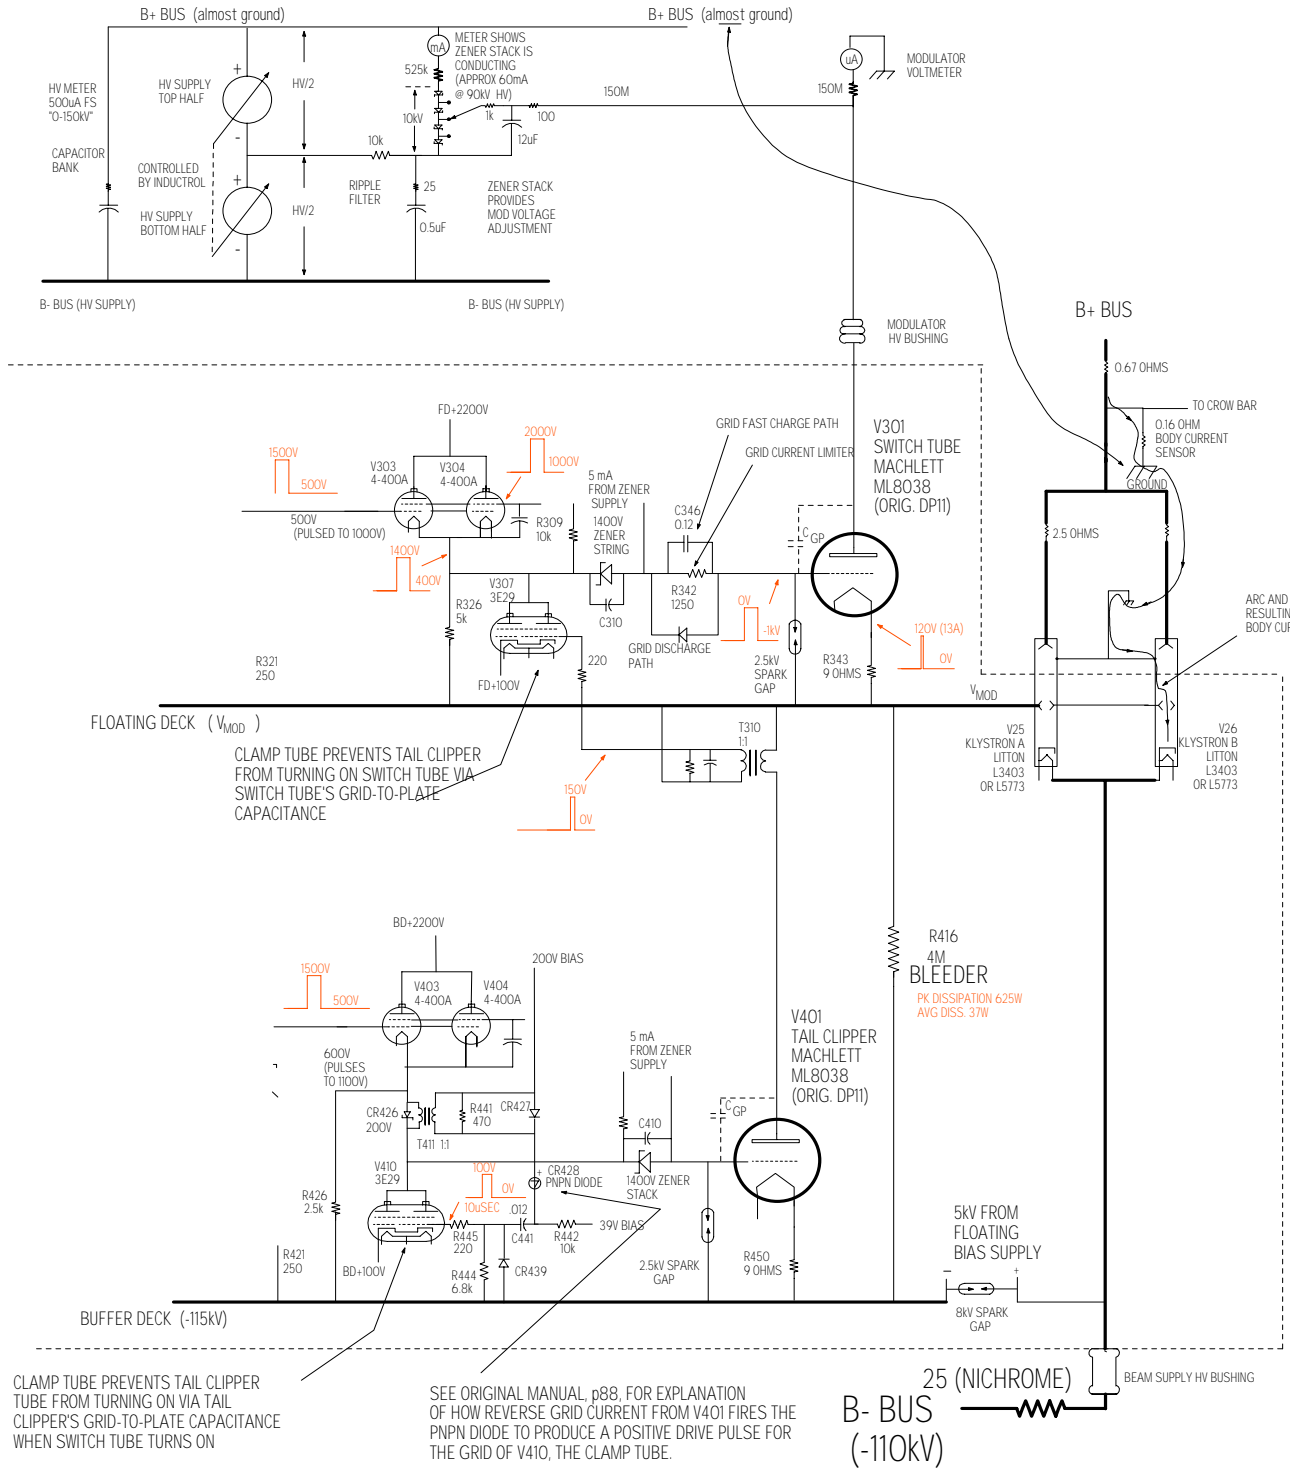 B+ BUS (almost ground)
B+ BUS (almost ground)
HV METER
500uA FS
"0-150kV"
CAPACITOR
BANK
+
HV SUPPLY
TOP HALF
-
HV/2
CONTROLLED
BY INDUCTROL
+
HV SUPPLY
BOTTOM HALF
-
HV/2
mA
METER SHOWS
ZENER STACK IS
CONDUCTING
(APPROX 60mA
@ 90kV HV)
525k
10kV
1k
100
12uF
150M
10k
RIPPLE
FILTER
25
0.5uF
ZENER STACK
PROVIDES
MOD VOLTAGE
ADJUSTMENT
uA
MODULATOR
VOLTMETER
150M
B- BUS (HV SUPPLY)
B- BUS (HV SUPPLY)
MODULATOR
HV BUSHING
B+ BUS
0.67 OHMS
TO CROW BAR
0.16 OHM
BODY CURRENT
SENSOR
GROUND
2.5 OHMS
ARC AND
RESULTIN
BODY CUR
FD+2200V
1500V
500V
V303
4-400A
V304
4-400A
2000V
1000V
500V
(PULSED TO 1000V)
R309
10k
5 mA
FROM ZENER
SUPPLY
1400V
ZENER
STRING
GRID FAST CHARGE PATH
GRID CURRENT LIMITER
C346
0.12
V301
SWITCH TUBE
MACHLETT
ML8038
(ORIG. DP11)
C GP
1400V
400V
V307
3E29
R326
5k
C310
R342
1250
GRID DISCHARGE
PATH
0V
-1kV
2.5kV
SPARK
GAP
120V (13A)
0V
R343
9 OHMS
R321
250
FD+100V
220
VMOD
FLOATING DECK (VMOD)
V25
KLYSTRON A
LITTON
L3403
OR L5773
V26
KLYSTRON B
LITTON
L3403
OR L5773
CLAMP TUBE PREVENTS TAIL CLIPPER
FROM TURNING ON SWITCH TUBE VIA
SWITCH TUBE'S GRID-TO-PLATE
CAPACITANCE
T310
1:1
150V
0V
BD+2200V
1500V
500V
V403
4-400A
V404
4-400A
200V BIAS
R416
4M
BLEEDER
PK DISSIPATION 625W
AVG DISS. 37W
600V
(PULSES
TO 1100V)
5 mA
FROM ZENER
SUPPLY
V401
TAIL CLIPPER
MACHLETT
ML8038
(ORIG. DP11)
CR426
200V
T411 1:1
R441
470
CR427
C410
C GP
V410
3E29
100V
0V
10uSEC
+
CR428
PNPN DIODE
1400V ZENER
STACK
R426
2.5k
.012
C441
39V BIAS
R445
220
R442
10k
R444
6.8k
CR439
R421
250
BD+100V
2.5kV SPARK
GAP
R450
9 OHMS
5kV FROM
FLOATING
BIAS SUPPLY
- +
8kV SPARK
GAP
BUFFER DECK (-115kV)
CLAMP TUBE PREVENTS TAIL CLIPPER
TUBE FROM TURNING ON VIA TAIL
CLIPPER'S GRID-TO-PLATE CAPACITANCE
WHEN SWITCH TUBE TURNS ON
SEE ORIGINAL MANUAL, p88, FOR EXPLANATION
OF HOW REVERSE GRID CURRENT FROM V401 FIRES THE
PNPN DIODE TO PRODUCE A POSITIVE DRIVE PULSE FOR
THE GRID OF V410, THE CLAMP TUBE.
25 (NICHROME)
BEAM SUPPLY HV BUSHING
B- BUS
(-110kV)